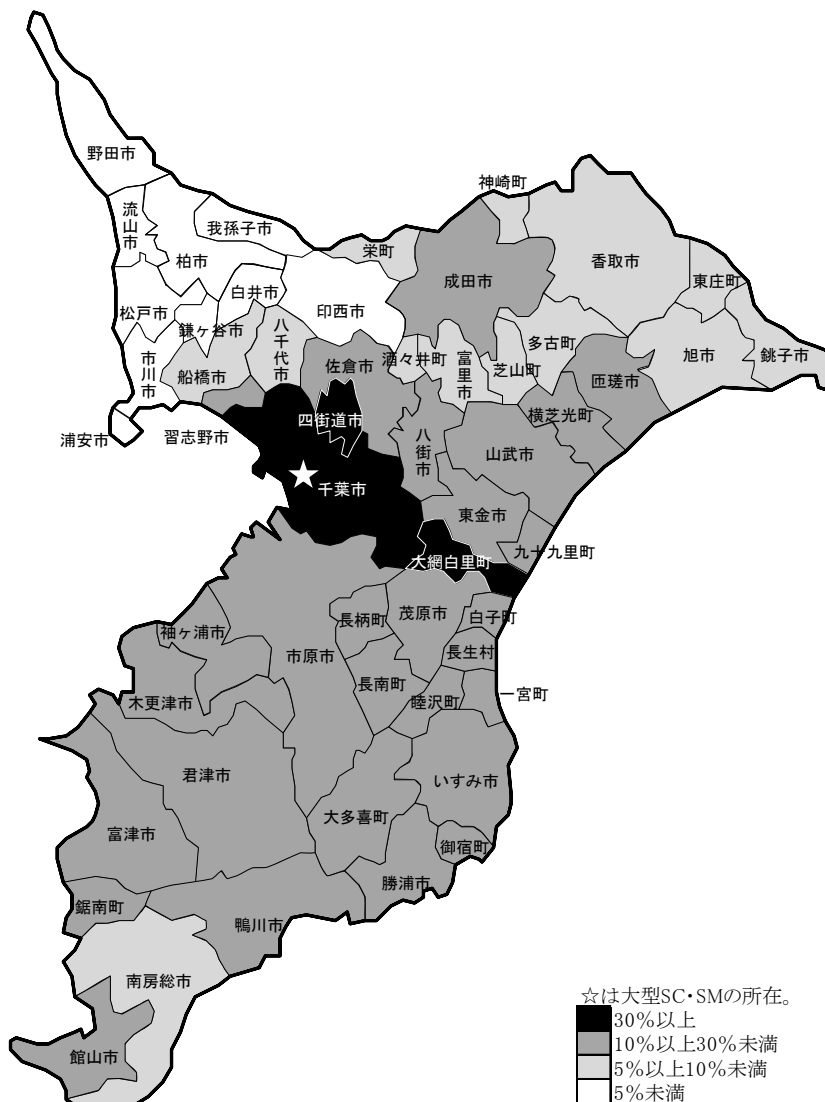 野田市
流山市
我孫子市
柏市
神崎町
栄町
成田市
香取市
東庄町
白井市
印西市
松戸市
鎌ヶ谷市
八千代市
市川市
船橋市
佐倉市
酒々井町
富里市
芝山町
多古町
旭市
銚子市
匝瑳市
横芝光町
浦安市
習志野市
四街道市
八街市
山武市
千葉市
東金市
九十九里町
大網白里町
白子町
茂原市
長柄町
袖ヶ浦市
市原市
長生村
長南町
睦沢町
一宮町
木更津市
君津市
いすみ市
大多喜町
富津市
御宿町
勝浦市
鋸南町
鴨川市
南房総市
館山市
☆は大型SC・SMの所在。
30%以上
10%以上30%未満
5%以上10%未満
5%未満